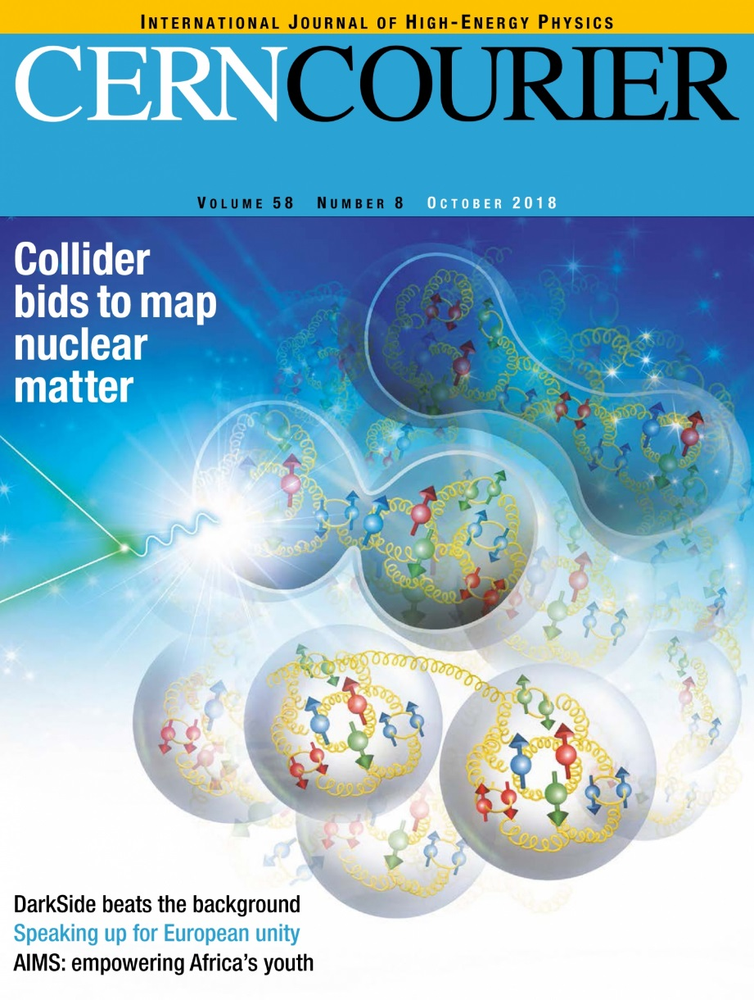 INTERNATIONAL JOURNAL OF HIGH-ENERGY PHYSICS
CERNCOURIER
VOLUME 58 NUMBER 8 OCTOBER 2018
Collider
bids to map
nuclear
matter
DarkSide beats the background
Speaking up for European unity
AIMS: empowering Africa's youth